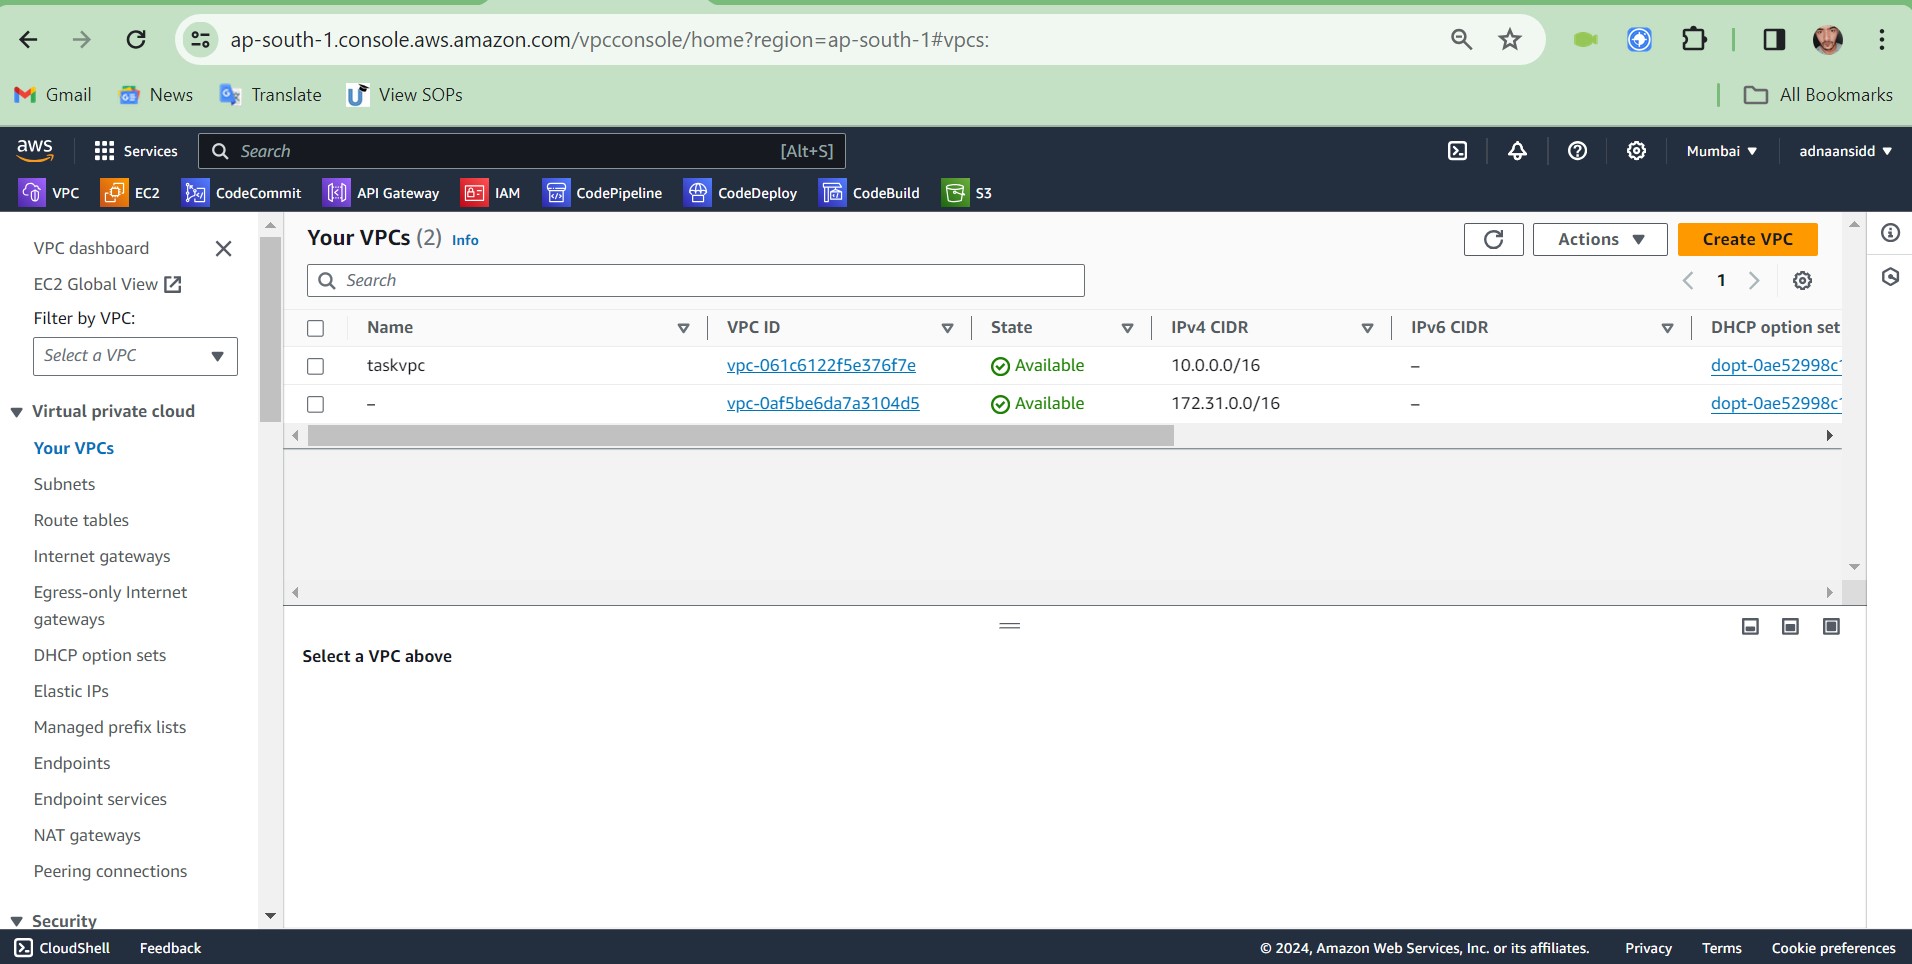 ap-south-1.console.aws.amazon.com/vpcconsole/home?region=ap-south-1#vpcs:
Gmail News Translate View SOPs All Bookmarks
aws Services Search [Alt+S] Mumbai adnaansidd
VPC EC2 CodeCommit API Gateway IAM CodePipeline CodeDeploy CodeBuild S3
VPC dashboard
EC2 Global View
Filter by VPC:
Select a VPC
Virtual private cloud
Your VPCs
Subnets
Route tables
Internet gateways
Egress-only Internet
gateways
DHCP option sets
Elastic IPs
Managed prefix lists
Endpoints
Endpoint services
NAT gateways
Peering connections
Security
Your VPCs (2) Info Actions Create VPC
Search 1
Name VPC ID State IPv4 CIDR IPv6 CIDR DHCP option set
taskvpc vpc-061c6122f5e376f7e Available 10.0.0.0/16 – dopt-0ae52998c1
– vpc-0af5be6da7a3104d5 Available 172.31.0.0/16 – dopt-0ae52998c1
Select a VPC above
CloudShell Feedback © 2024, Amazon Web Services, Inc. or its affiliates. Privacy Terms Cookie preferences